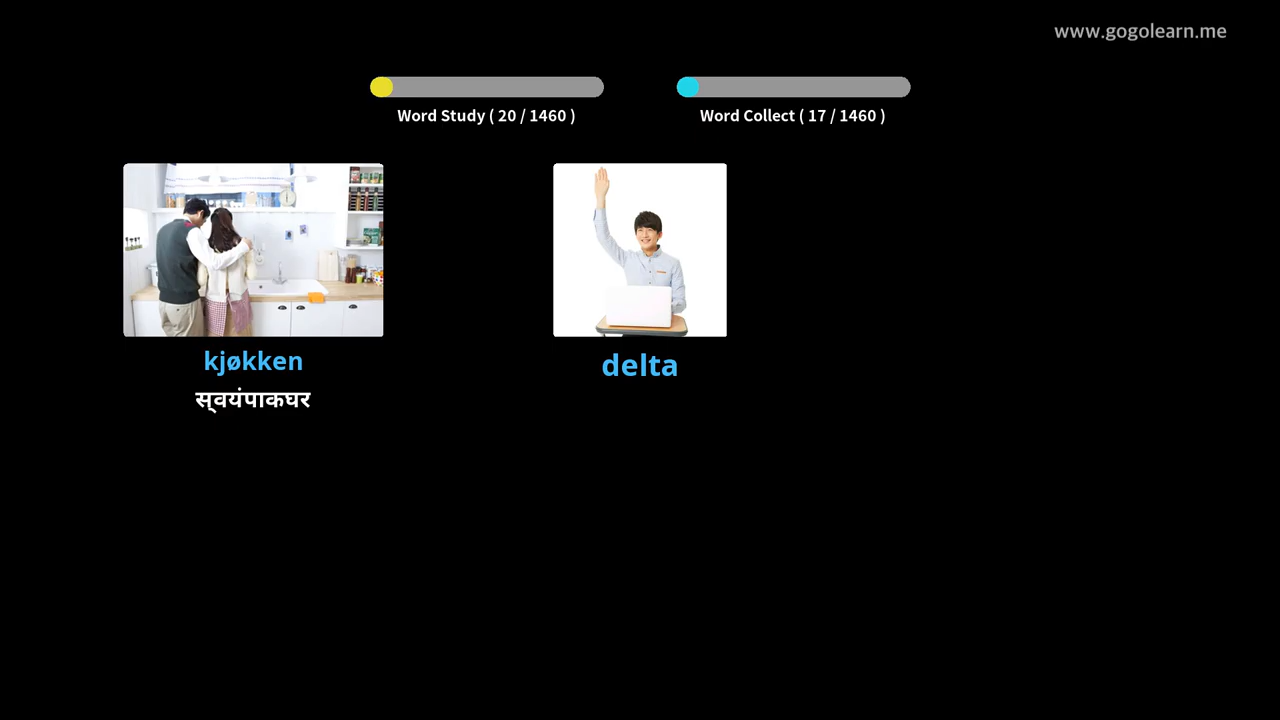 www.gogolearn.me
Word Study ( 20 / 1460 )
Word Collect ( 17 / 1460 )
kjøkken
स्वयंपाकघर
delta